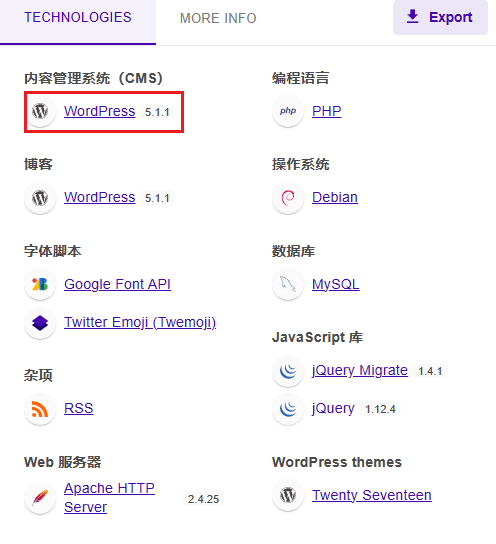 TECHNOLOGIES
MORE INFO
Export
内容管理系统（CMS）
WordPress 5.1.1
博客
WordPress 5.1.1
字体脚本
Google Font API
Twitter Emoji (Twemoji)
杂项
RSS
Web 服务器
Apache HTTP
Server 2.4.25
编程语言
php PHP
操作系统
Debian
数据库
MySQL
JavaScript 库
jQuery Migrate 1.4.1
jQuery 1.12.4
WordPress themes
Twenty Seventeen